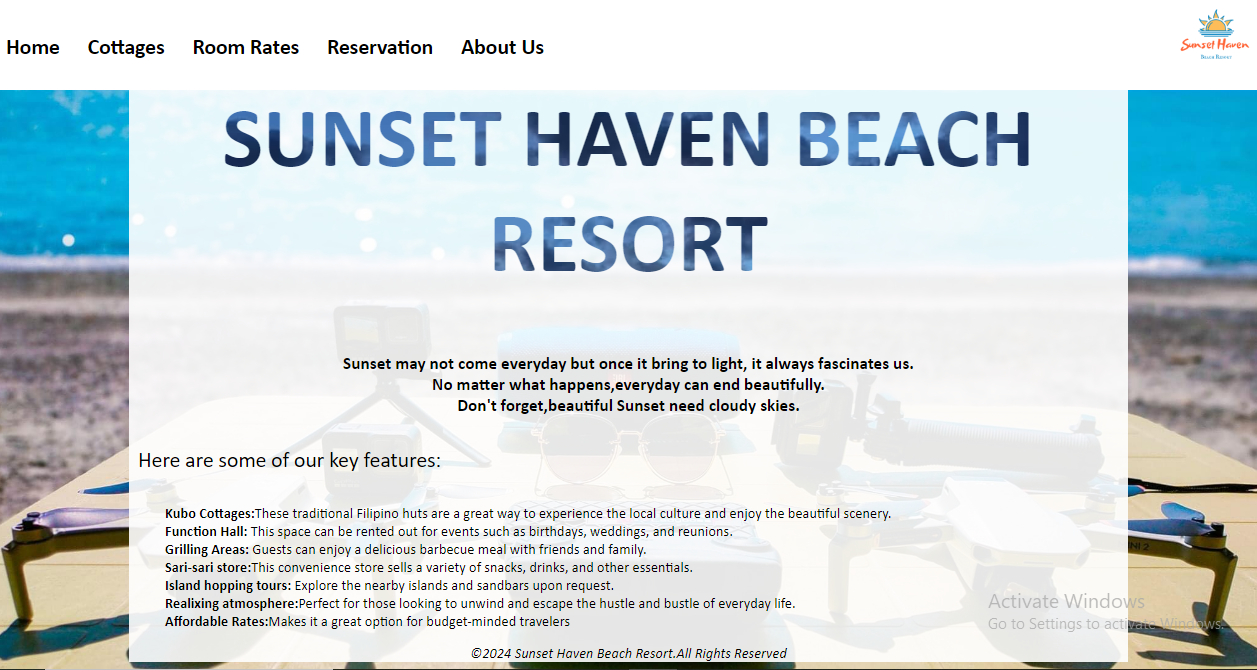 Home Cottages Room Rates Reservation About Us
Sunset Haven
Beach Resort
SUNSET HAVEN BEACH
RESORT
Sunset may not come everyday but once it bring to light, it always fascinates us.
No matter what happens,everyday can end beautifully.
Don't forget,beautiful Sunset need cloudy skies.
Here are some of our key features:
Kubo Cottages:These traditional Filipino huts are a great way to experience the local culture and enjoy the beautiful scenery.
Function Hall: This space can be rented out for events such as birthdays, weddings, and reunions.
Grilling Areas: Guests can enjoy a delicious barbecue meal with friends and family.
Sari-sari store:This convenience store sells a variety of snacks, drinks, and other essentials.
Island hopping tours: Explore the nearby islands and sandbars upon request.
Realixing atmosphere:Perfect for those looking to unwind and escape the hustle and bustle of everyday life.
Affordable Rates:Makes it a great option for budget-minded travelers
Activate Windows
Go to Settings to activate Windows.
©2024 Sunset Haven Beach Resort.All Rights Reserved